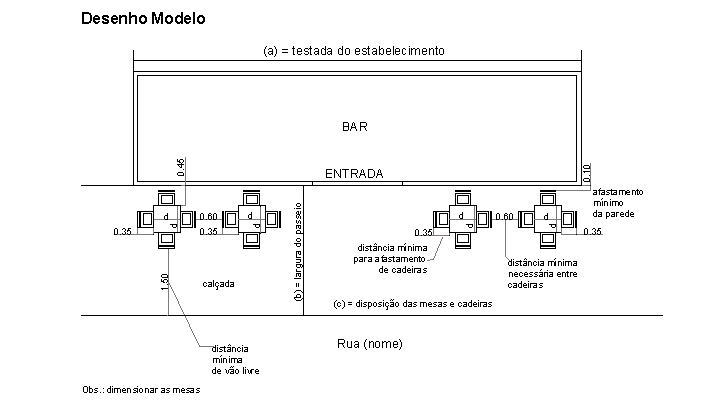 Desenho Modelo
(a) = testada do estabelecimento
BAR
0.45
ENTRADA
0.10
afastamento
mínimo
da parede
d
d
0.60
d
d
0.35
0.35
d
d
0.60
d
d
0.35
0.35
distância mínima
para afastamento
de cadeiras
distância mínima
necessária entre
cadeiras
(b) = largura do passeio
1.50
calçada
(c) = disposição das mesas e cadeiras
distância
mínima
de vão livre
Rua (nome)
Obs.: dimensionar as mesas